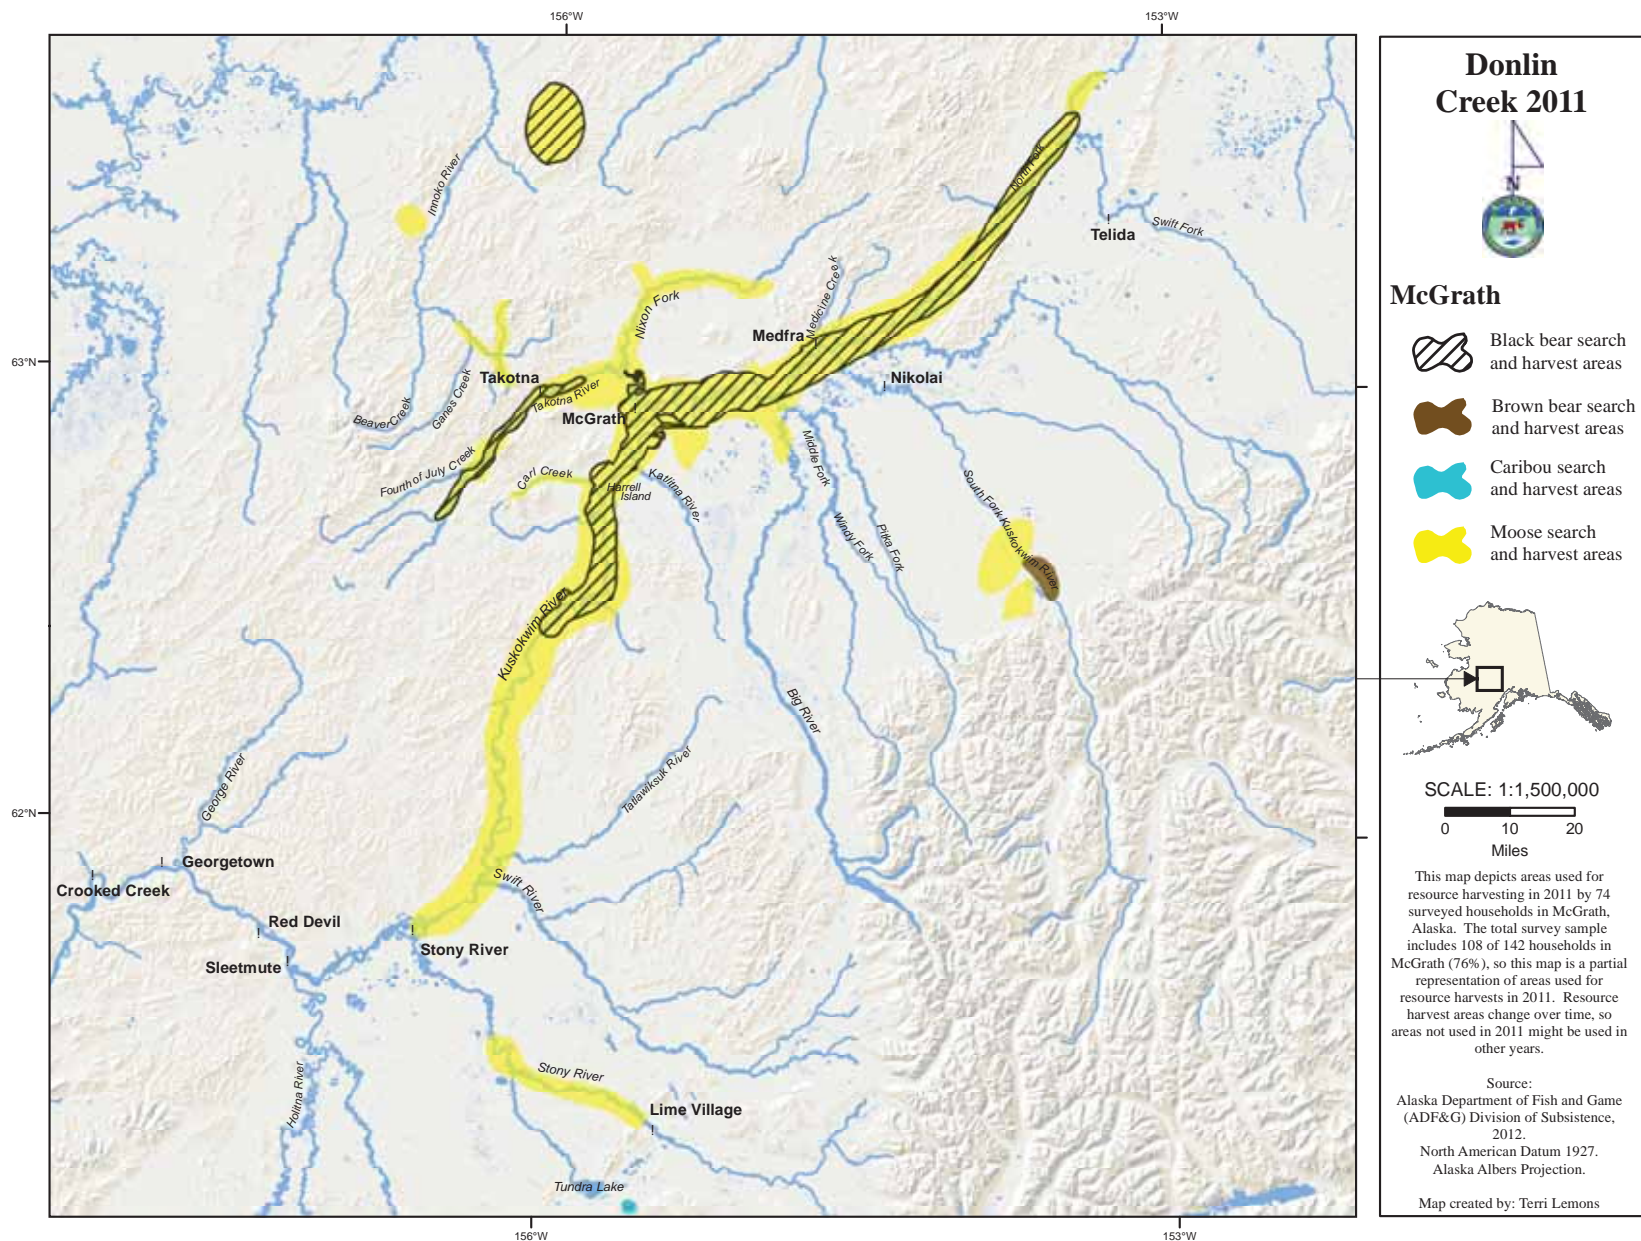 156°W
153°W
Donlin
Creek 2011
N
McGrath
Black bear search
and harvest areas
Brown bear search
and harvest areas
Caribou search
and harvest areas
Moose search
and harvest areas
SCALE: 1:1,500,000
0 10 20
Miles
This map depicts areas used for
resource harvesting in 2011 by 74
surveyed households in McGrath,
Alaska. The total survey sample
includes 108 of 142 households in
McGrath (76%), so this map is a partial
representation of areas used for
resource harvests in 2011. Resource
harvest areas change over time, so
areas not used in 2011 might be used in
other years.
Source:
Alaska Department of Fish and Game
(ADF&G) Division of Subsistence,
2012.
North American Datum 1927.
Alaska Albers Projection.
Map created by: Terri Lemons
Innoko River
North Fork
Telida
Swift Fork
Nixon Fork
Medicine Creek
Medfra
63°N
Takotna
Nikolai
Takotna River
McGrath
Beaver Creek
Ganes Creek
Fourth of July Creek
Carl Creek
Harrell
Island
Katlitna River
Middle Fork
Windy Fork
Pitka Fork
South Fork Kuskokwim River
Kuskokwim River
Big River
Tatlawiksuk River
George River
62°N
Georgetown
Crooked Creek
Swift River
Red Devil
Stony River
Sleetmute
Holitna River
Stony River
Lime Village
Tundra Lake
156°W
153°W